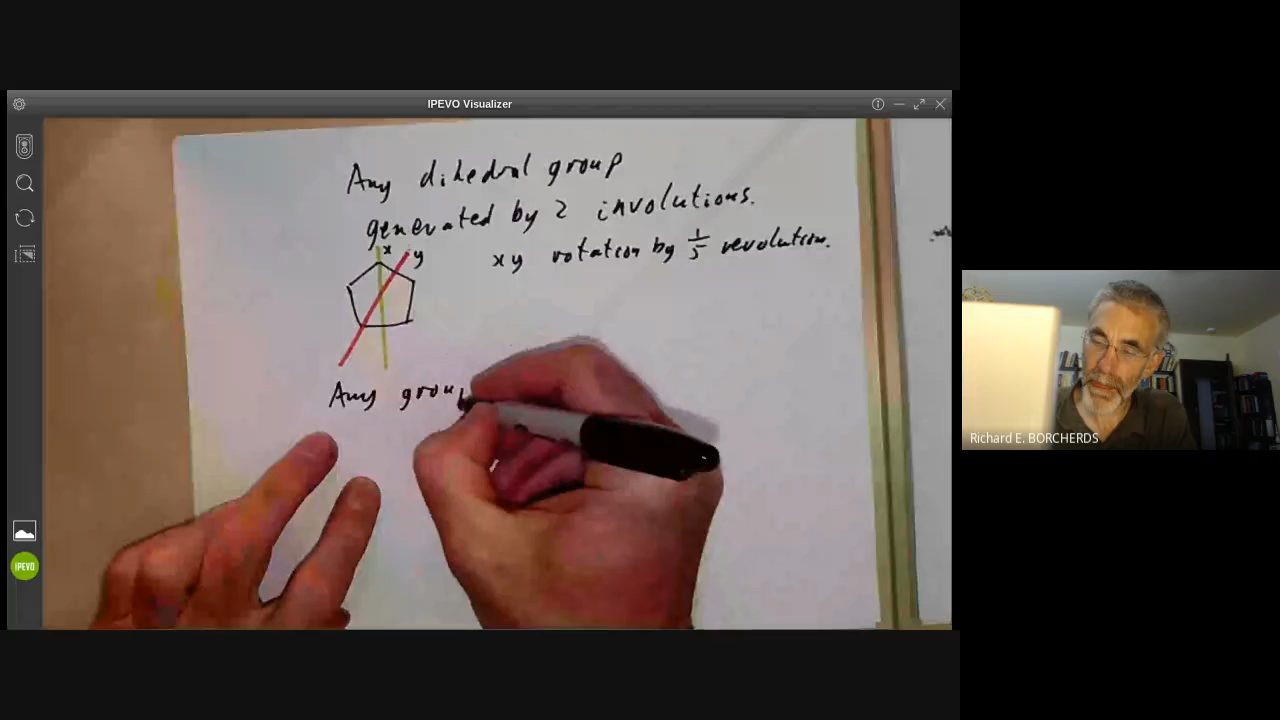 IPEVO Visualizer
Any dihedral group
generated by 2 involutions.
x y
xy rotation by 1/5 revolution.
Any group
IPEVO
Richard E. BORCHERDS